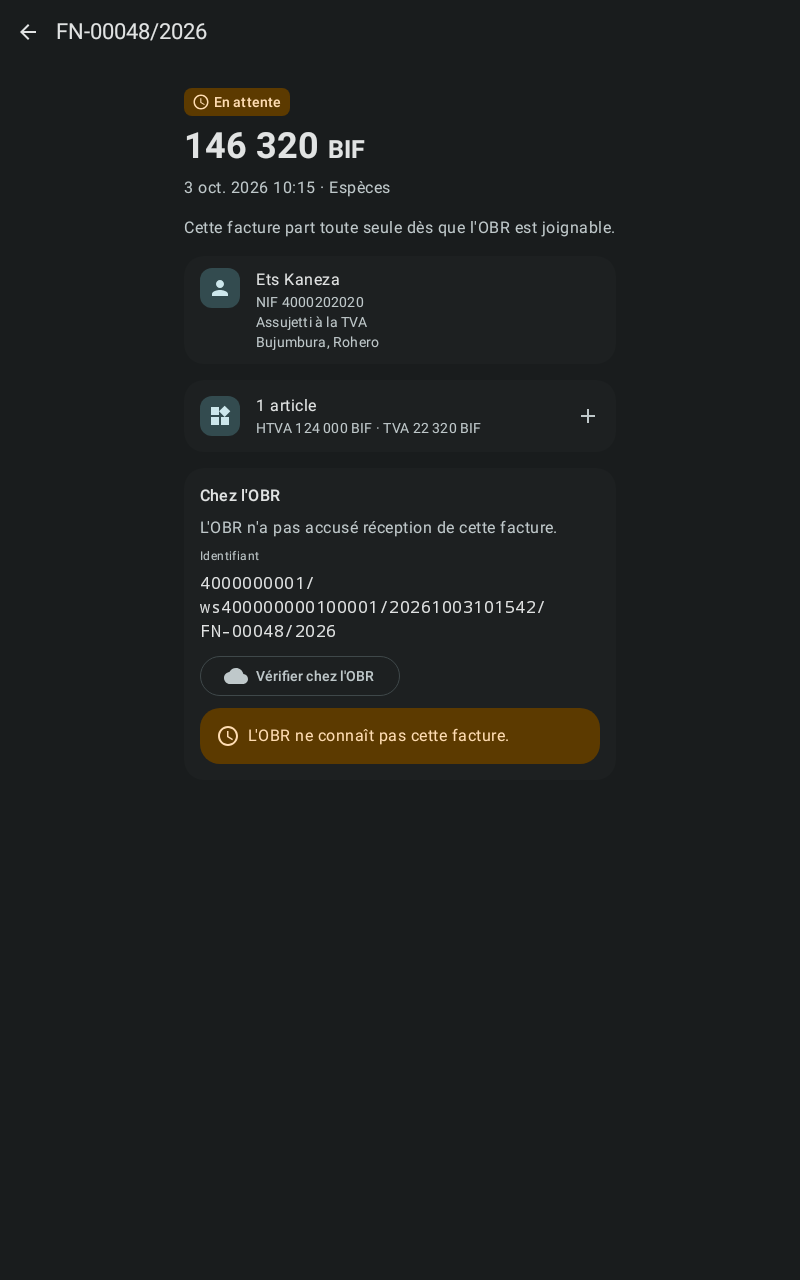 FN-00048/2026
En attente
146 320 BIF
3 oct. 2026 10:15 · Espèces
Cette facture part toute seule dès que l'OBR est joignable.
Ets Kaneza
NIF 4000202020
Assujetti à la TVA
Bujumbura, Rohero
1 article
HTVA 124 000 BIF · TVA 22 320 BIF
Chez l'OBR
L'OBR n'a pas accusé réception de cette facture.
Identifiant
4000000001/
ws400000000100001/20261003101542/
FN-00048/2026
Vérifier chez l'OBR
L'OBR ne connaît pas cette facture.